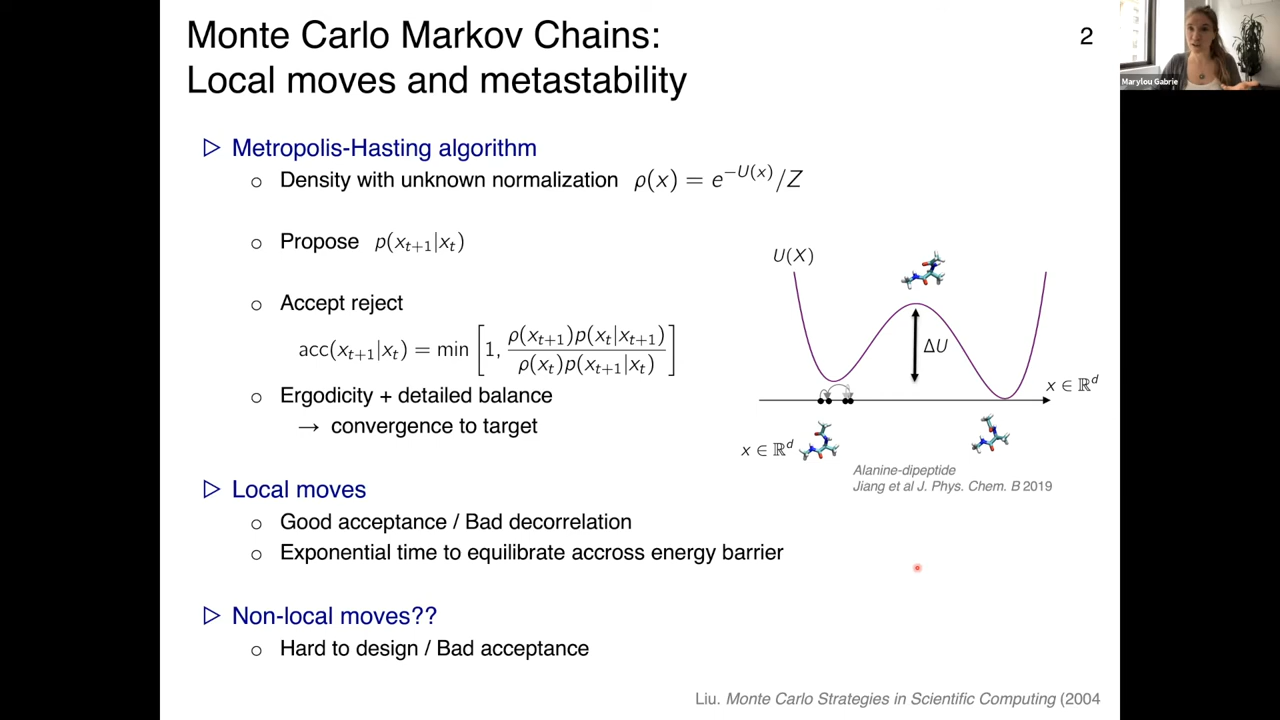 Monte Carlo Markov Chains:
Local moves and metastability
2
Marylou Gabrie
▷ Metropolis-Hasting algorithm
○ Density with unknown normalization ρ(x) = e^{-U(x)}/Z
○ Propose p(x_{t+1}|x_t)
○ Accept reject
acc(x_{t+1}|x_t) = min [1, ρ(x_{t+1})p(x_t|x_{t+1}) / ρ(x_t)p(x_{t+1}|x_t)]
○ Ergodicity + detailed balance
→ convergence to target
U(X)
ΔU
x ∈ ℝ^d
x ∈ ℝ^d
Alanine-dipeptide
Jiang et al J. Phys. Chem. B 2019
▷ Local moves
○ Good acceptance / Bad decorrelation
○ Exponential time to equilibrate accross energy barrier
▷ Non-local moves??
○ Hard to design / Bad acceptance
Liu. Monte Carlo Strategies in Scientific Computing (2004